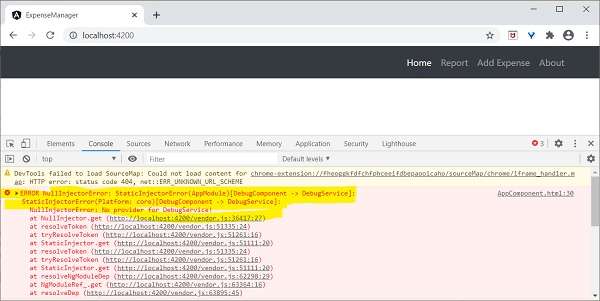 ExpenseManager
localhost:4200
Home Report Add Expense About
Elements Console Sources Network Performance Memory Application Security Lighthouse 3
top Filter Default levels
DevTools failed to load SourceMap: Could not load content for chrome-extension://
ap: HTTP error: status code 404, net::ERR_UNKNOWN_URL_SCHEME
ERROR NullInjectorError: StaticInjectorError(AppModule)[DebugComponent -> DebugService]: AppComponent.html:30
StaticInjectorError(Platform: core)[DebugComponent -> DebugService]:
NullInjectorError: No provider for DebugService!
at NullInjector.get (http://localhost:4200/vendor.js:36417:27)
at resolveToken (http://localhost:4200/vendor.js:51335:24)
at tryResolveToken (http://localhost:4200/vendor.js:51261:16)
at StaticInjector.get (http://localhost:4200/vendor.js:51111:20)
at resolveToken (http://localhost:4200/vendor.js:51335:24)
at tryResolveToken (http://localhost:4200/vendor.js:51261:16)
at StaticInjector.get (http://localhost:4200/vendor.js:51111:20)
at resolveNgModuleDep (http://localhost:4200/vendor.js:62298:29)
at NgModuleRef_.get (http://localhost:4200/vendor.js:63364:16)
at resolveDep (http://localhost:4200/vendor.js:63895:45)